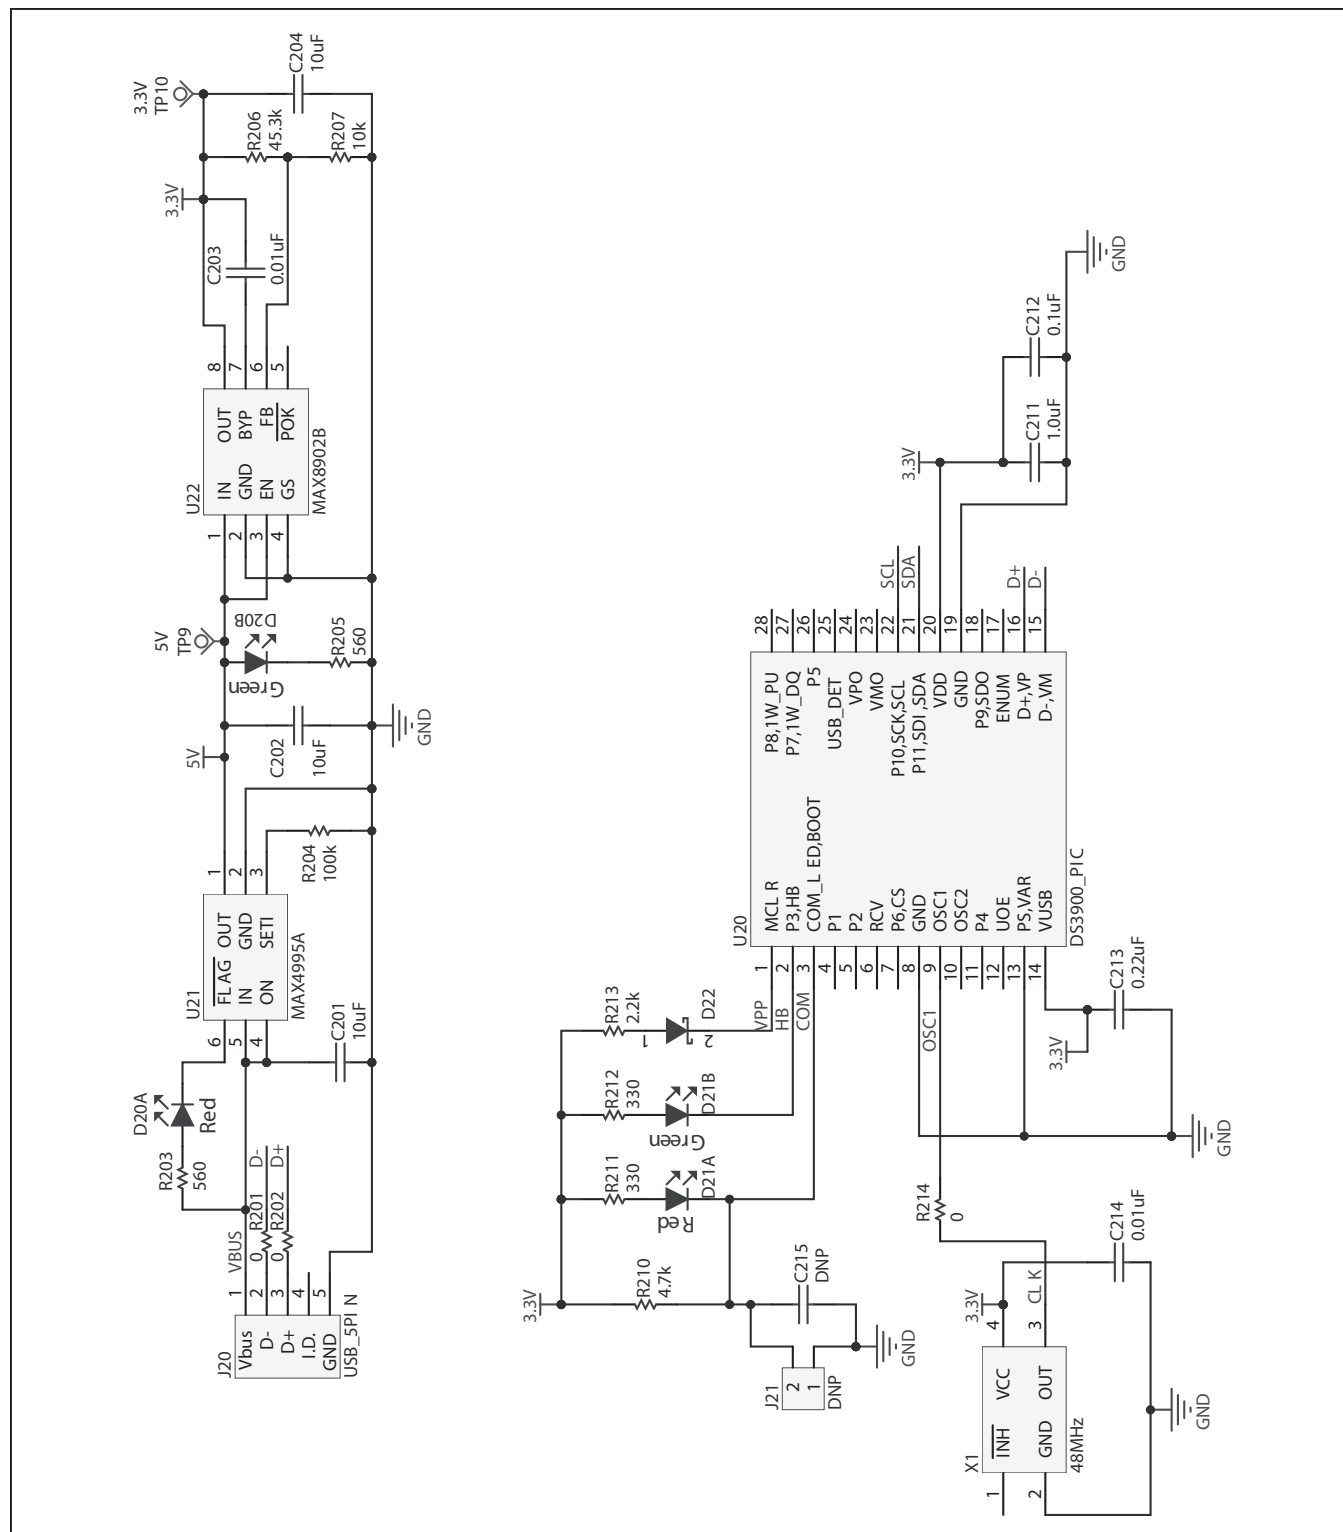 J20
USB_5PI N
Vbus
D-
D+
I.D.
GND
1
2
3
4
5
VBUS
0
R201
D-
0
R202
D+
R203
560
D20A
Red
C201
10uF
U21
MAX4995A
FLAG
IN
ON
OUT
GND
SETI
6
5
4
1
2
3
R204
100k
5V
C202
10uF
GND
Green
D20B
5V
TP9
R205
560
U22
MAX8902B
IN
GND
EN
GS
OUT
BYP
FB
POK
1
2
3
4
8
7
6
5
C203
0.01uF
3.3V
R206
45.3k
R207
10k
3.3V
TP10
C204
10uF
3.3V
R210
4.7k
J21
DNP
2
1
C215
DNP
GND
R211
330
Red
D21A
R212
330
Green
D21B
R213
2.2k
1
2
D22
VPP
HB
COM
OSC1
U20
DS3900_PIC
1
2
3
4
5
6
7
8
9
10
11
12
13
14
MCL R
P3,HB
COM_L ED,BOOT
P1
P2
RCV
P6,CS
GND
OSC1
OSC2
P4
UOE
PS,VAR
VUSB
P8,1W_PU
P7,1W_DQ
P5
USB_DET
VPO
VMO
P10,SCK,SCL
P11,SDI ,SDA
VDD
GND
P9,SDO
ENUM
D+,VP
D-,VM
28
27
26
25
24
23
22
21
20
19
18
17
16
15
SCL
SDA
D+
D-
3.3V
C211
1.0uF
C212
0.1uF
GND
3.3V
C213
0.22uF
GND
R214
0
X1
48MHz
INH
GND
VCC
OUT
1
2
4
3
3.3V
CL K
C214
0.01uF
GND